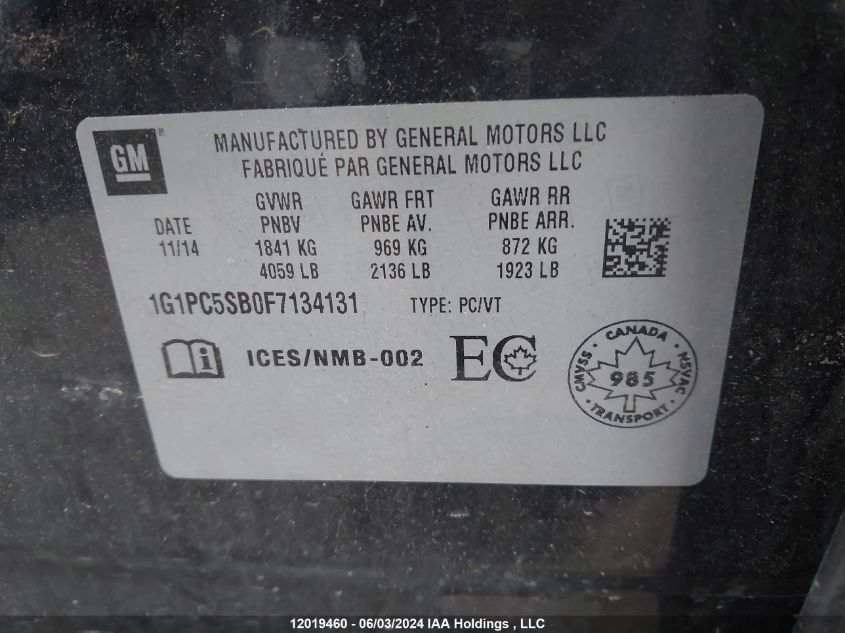 GM
MANUFACTURED BY GENERAL MOTORS LLC
FABRIQUÉ PAR GENERAL MOTORS LLC
GVWR GAWR FRT GAWR RR
DATE PNBV PNBE AV. PNBE ARR.
11/14 1841 KG 969 KG 872 KG
4059 LB 2136 LB 1923 LB
1G1PC5SB0F7134131 TYPE: PC/VT
i ICES/NMB-002 EC
CANADA
CMVSS 985 NSVAC
TRANSPORT
12019460 - 06/03/2024 IAA Holdings , LLC